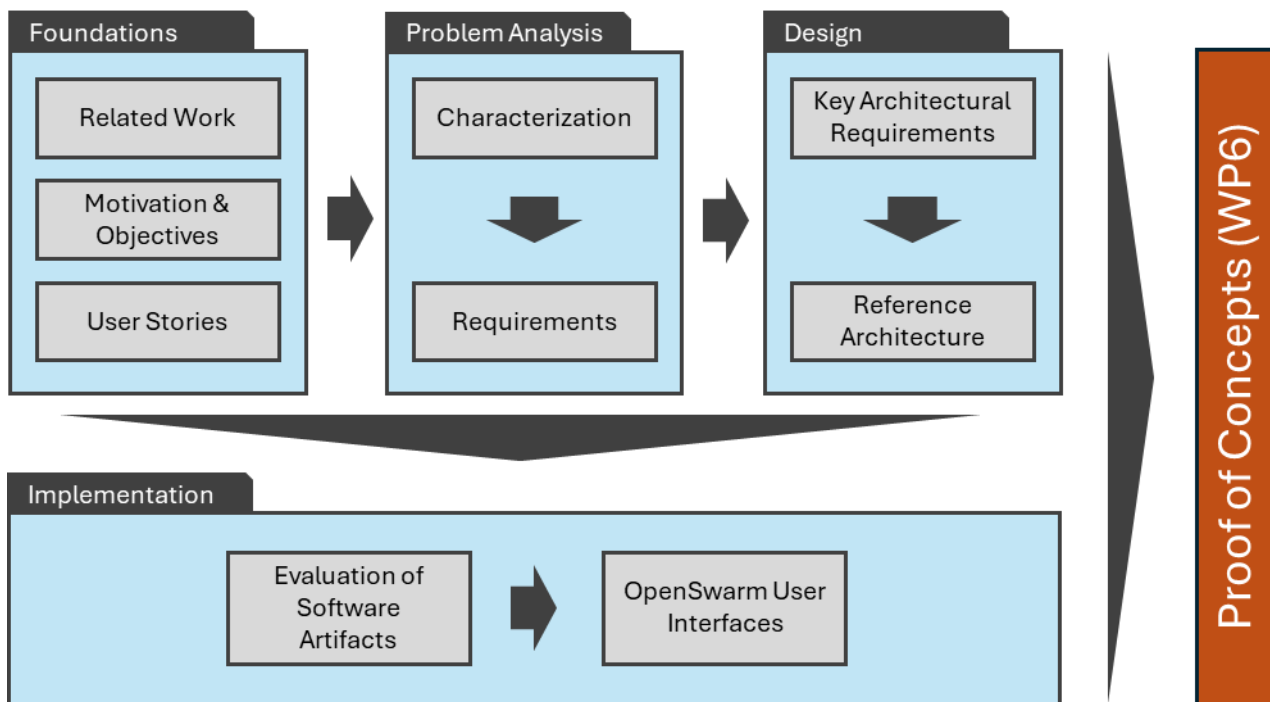 Foundations
Related Work
Motivation &
Objectives
User Stories
Problem Analysis
Characterization
Requirements
Design
Key Architectural
Requirements
Reference
Architecture
Implementation
Evaluation of
Software
Artifacts
OpenSwarm User
Interfaces
Proof of Concepts (WP6)